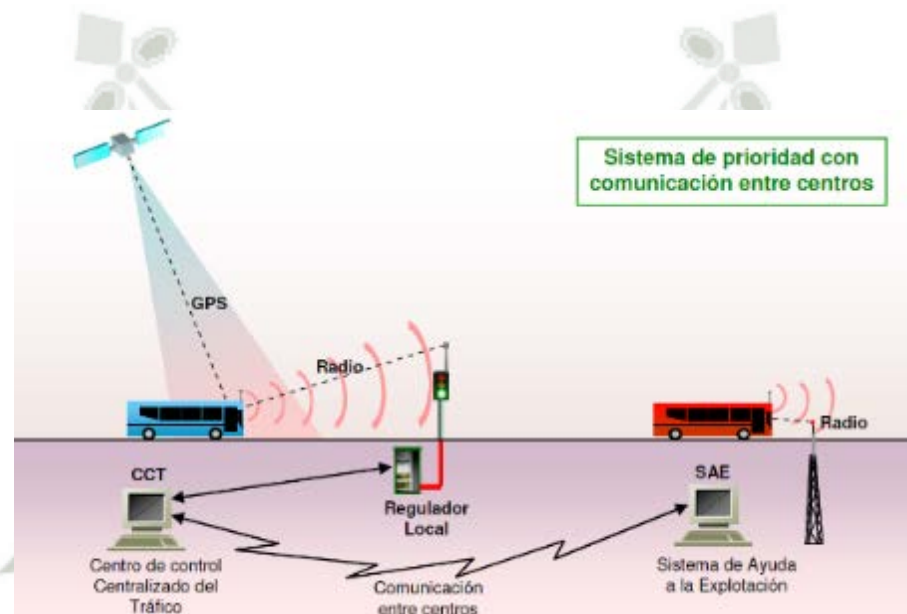 Sistema de prioridad con
comunicación entre centros
GPS
Radio
Radio
CCT
SAE
Regulador
Local
Centro de control
Centralizado del
Tráfico
Comunicación
entre centros
Sistema de Ayuda
a la Explotación